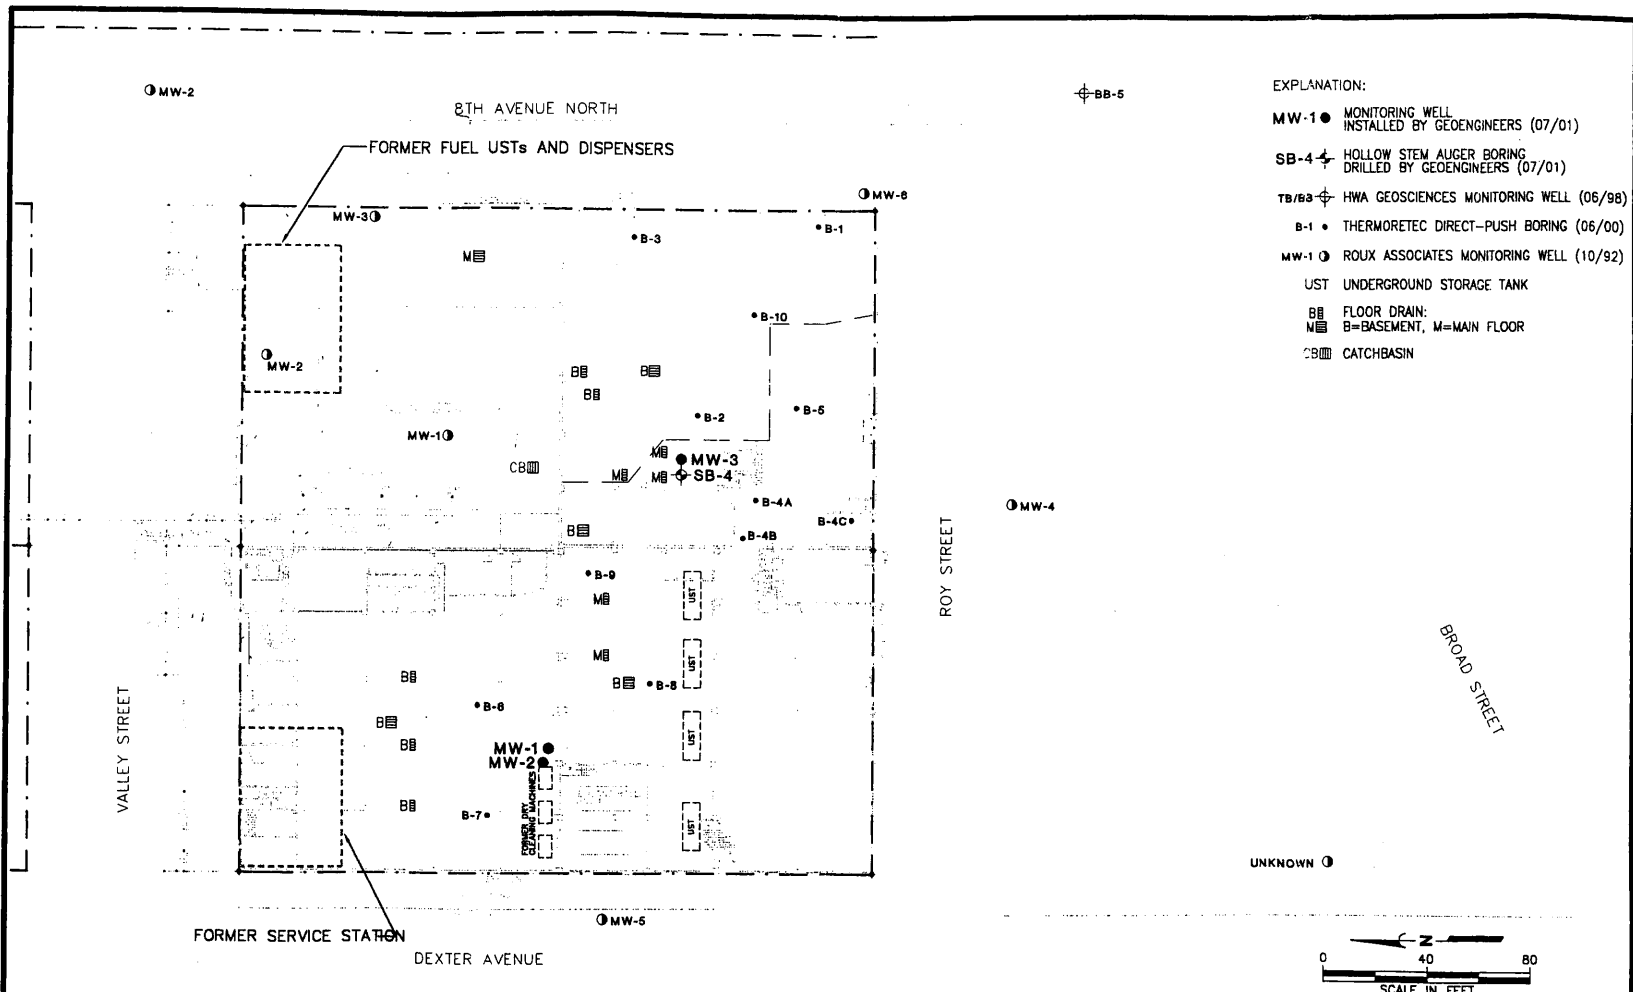 MW-2
8TH AVENUE NORTH
BB-5
FORMER FUEL USTs AND DISPENSERS
MW-6
MW-3
B-3
B-1
M
B-10
MW-2
B
B
B
B-2
B-5
MW-1
M
MW-3
CB
M
M
SB-4
B-4A
B-4C
MW-4
B
B-4B
B-9
M
UST
ROY STREET
M
UST
B
B
B-8
B-6
B
UST
B
MW-1
MW-2
VALLEY STREET
BROAD STREET
B
B-7
FORMER DRY
CLEANING MACHINES
UST
UNKNOWN
MW-5
FORMER SERVICE STATION
DEXTER AVENUE
EXPLANATION:
MW-1 MONITORING WELL
INSTALLED BY GEOENGINEERS (07/01)
SB-4 HOLLOW STEM AUGER BORING
DRILLED BY GEOENGINEERS (07/01)
TB/BB HWA GEOSCIENCES MONITORING WELL (06/98)
B-1 THERMORETEC DIRECT-PUSH BORING (06/00)
MW-1 ROUX ASSOCIATES MONITORING WELL (10/92)
UST UNDERGROUND STORAGE TANK
B FLOOR DRAIN:
M B=BASEMENT, M=MAIN FLOOR
CB CATCHBASIN
N
0 40 80
SCALE IN FEET